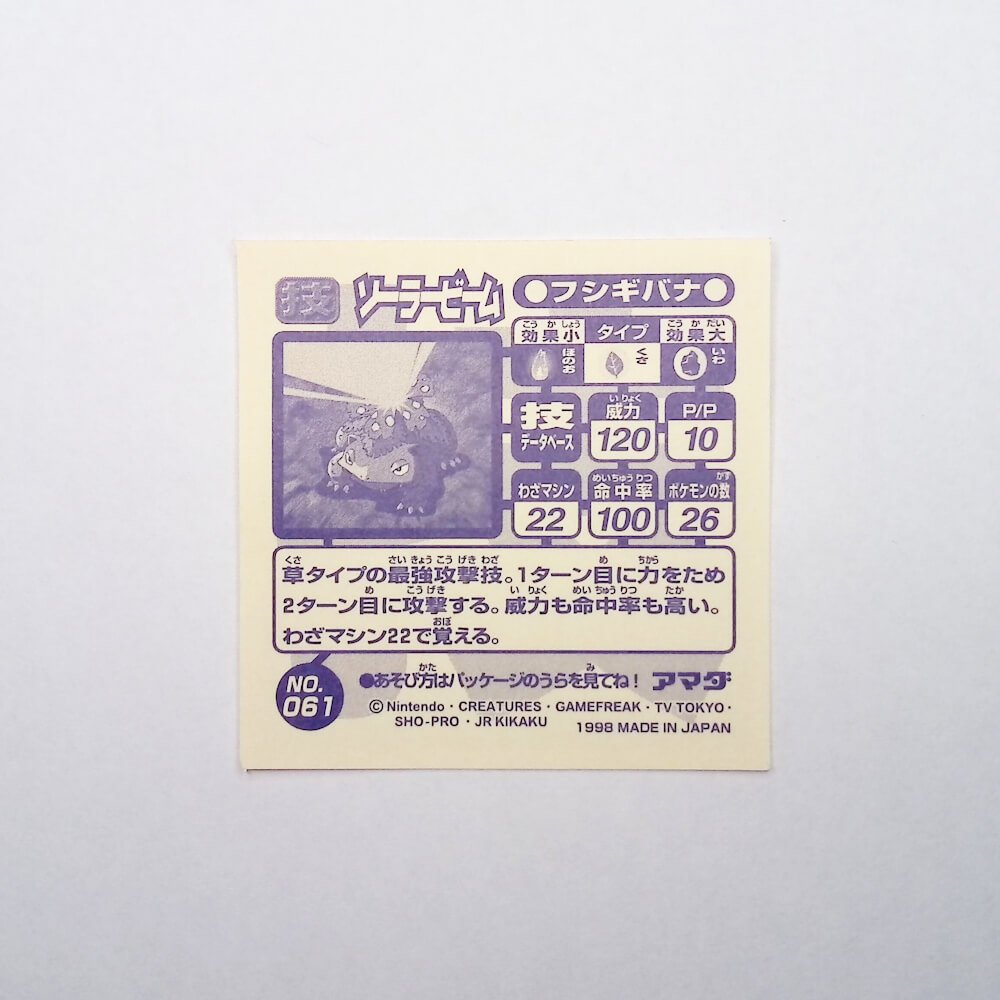 技 ソーラービーム ●フシギバナ●
こうかしょう こうかだい
効果小 タイプ 効果大
ほのお くさ いわ
いりょく
技 威力 P/P
データベース 120 10
めいちゅうりつ かず
わざマシン 命中率 ポケモンの数
22 100 26
くさ さいきょうこうげきわざ め ちから
草タイプの最強攻撃技。1ターン目に力をため
め こうげき いりょく めいちゅうりつ たか
2ターン目に攻撃する。威力も命中率も高い。
おぼ
わざマシン22で覚える。
かた み
NO. ●あそび方はパッケージのうらを見てね! アマダ
061
©Nintendo・CREATURES・GAMEFREAK・TV TOKYO・
SHO-PRO・JR KIKAKU
1998 MADE IN JAPAN